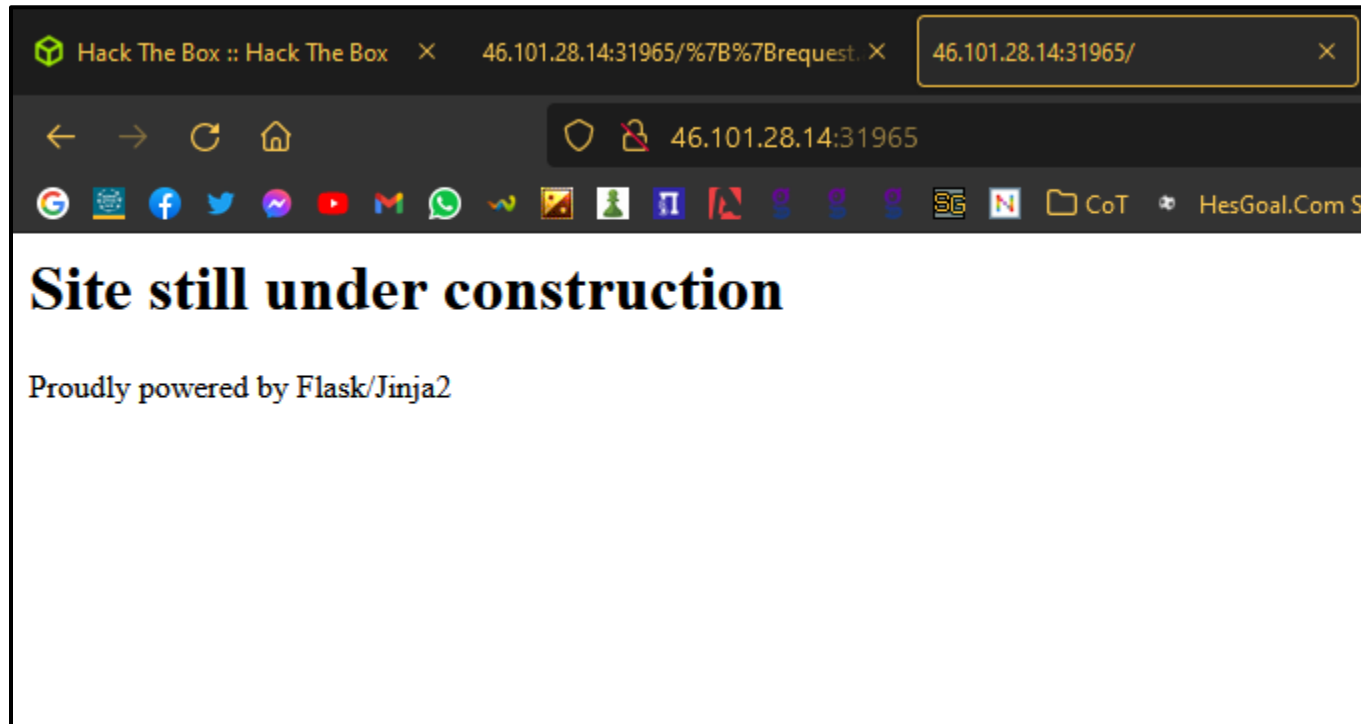 Hack The Box :: Hack The Box
46.101.28.14:31965/%7B%7Brequest.
46.101.28.14:31965/
46.101.28.14:31965
G
SG
N
CoT
HesGoal.Com S
Site still under construction
Proudly powered by Flask/Jinja2